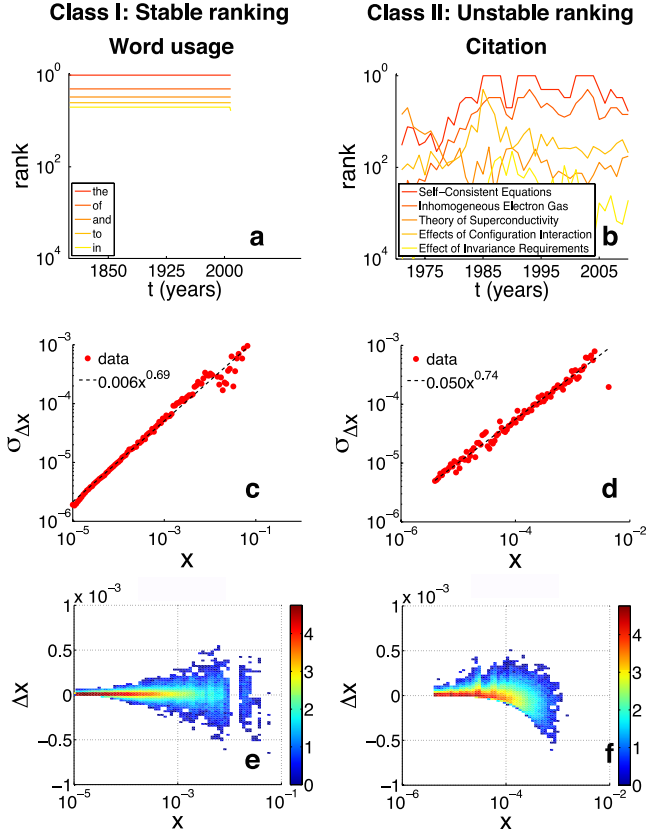 Class I: Stable ranking
Class II: Unstable ranking
Word usage
Citation
10^0
rank
10^2
10^4
the
of
and
to
in
a
1850 1925 2000
t (years)
10^0
rank
10^2
10^4
Self−Consistent Equations
Inhomogeneous Electron Gas
Theory of Superconductivity
Effects of Configuration Interaction
Effect of Invariance Requirements
b
1975 1985 1995 2005
t (years)
10^−3
10^−4
10^−5
10^−6
σΔx
data
0.006x^0.69
c
10^−5 10^−3 10^−1
x
10^−3
10^−4
10^−5
10^−6
σΔx
data
0.050x^0.74
d
10^−6 10^−4 10^−2
x
x 10^−3
1
0.5
0
−0.5
−1
Δx
e
4
3
2
1
0
10^−5 10^−3 10^−1
x
x 10^−3
1
0.5
0
−0.5
−1
Δx
f
4
3
2
1
0
10^−6 10^−4 10^−2
x